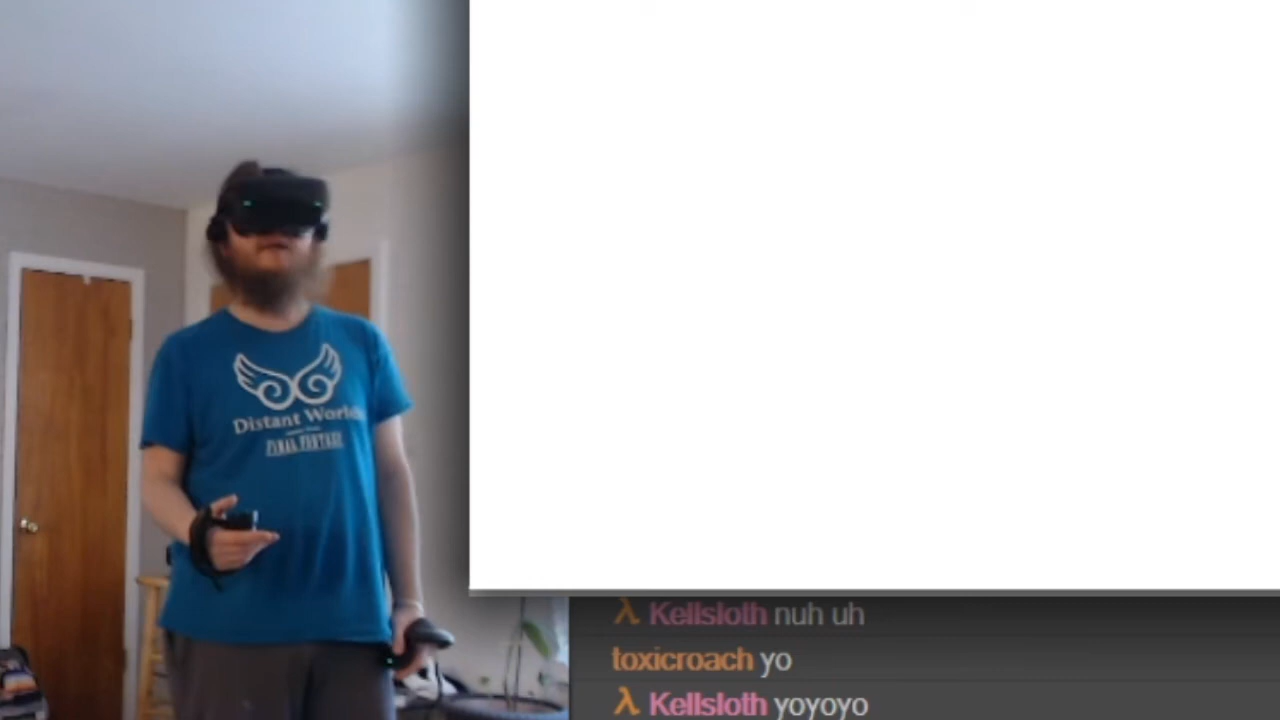 Distant Worlds
FINAL FANTASY
Kellsloth nuh uh
toxicroach yo
Kellsloth yoyoyo